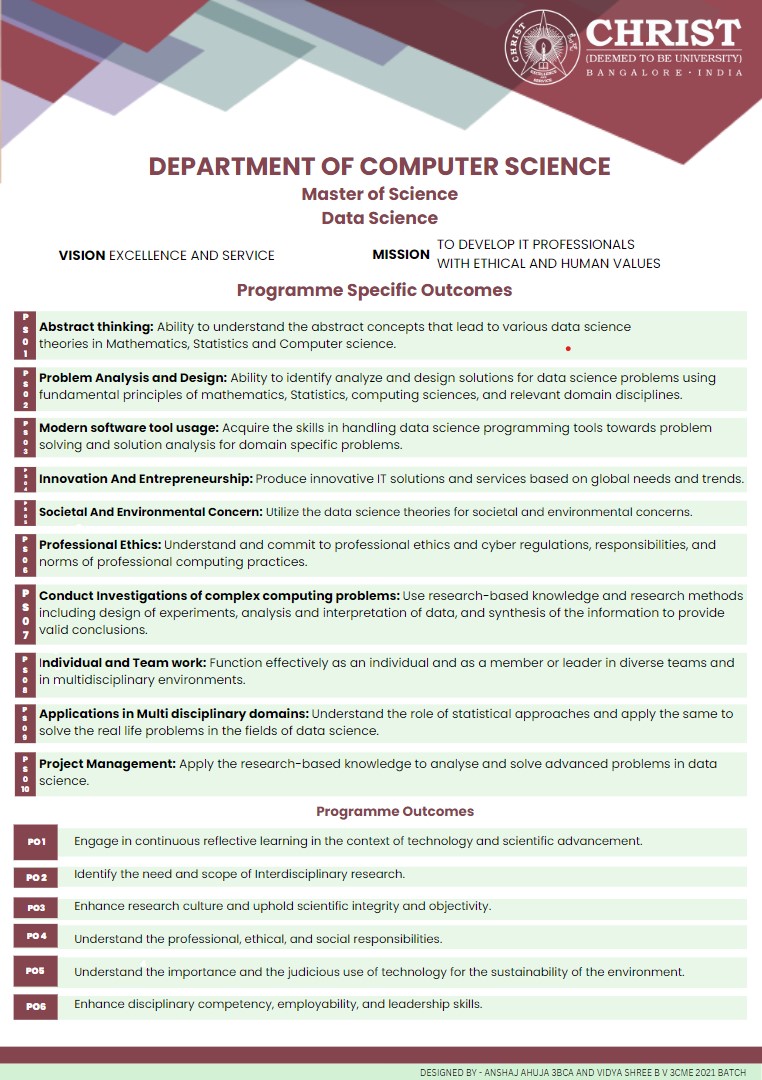 CHRIST
EXCELLENCE AND SERVICE
CHRIST
(DEEMED TO BE UNIVERSITY)
BANGALORE · INDIA
DEPARTMENT OF COMPUTER SCIENCE
Master of Science
Data Science
VISION EXCELLENCE AND SERVICE
MISSION TO DEVELOP IT PROFESSIONALS
WITH ETHICAL AND HUMAN VALUES
Programme Specific Outcomes
PSO1 Abstract thinking: Ability to understand the abstract concepts that lead to various data science
theories in Mathematics, Statistics and Computer science.
PSO2 Problem Analysis and Design: Ability to identify analyze and design solutions for data science problems using
fundamental principles of mathematics, Statistics, computing sciences, and relevant domain disciplines.
PSO3 Modern software tool usage: Acquire the skills in handling data science programming tools towards problem
solving and solution analysis for domain specific problems.
PSO4 Innovation And Entrepreneurship: Produce innovative IT solutions and services based on global needs and trends.
PSO5 Societal And Environmental Concern: Utilize the data science theories for societal and environmental concerns.
PSO6 Professional Ethics: Understand and commit to professional ethics and cyber regulations, responsibilities, and
norms of professional computing practices.
PSO7 Conduct Investigations of complex computing problems: Use research-based knowledge and research methods
including design of experiments, analysis and interpretation of data, and synthesis of the information to provide
valid conclusions.
PSO8 Individual and Team work: Function effectively as an individual and as a member or leader in diverse teams and
in multidisciplinary environments.
PSO9 Applications in Multi disciplinary domains: Understand the role of statistical approaches and apply the same to
solve the real life problems in the fields of data science.
PSO10 Project Management: Apply the research-based knowledge to analyse and solve advanced problems in data
science.
Programme Outcomes
PO1 Engage in continuous reflective learning in the context of technology and scientific advancement.
PO 2 Identify the need and scope of Interdisciplinary research.
PO3 Enhance research culture and uphold scientific integrity and objectivity.
PO 4 Understand the professional, ethical, and social responsibilities.
PO5 Understand the importance and the judicious use of technology for the sustainability of the environment.
PO6 Enhance disciplinary competency, employability, and leadership skills.
DESIGNED BY - ANSHAJ AHUJA 3BCA AND VIDYA SHREE B V 3CME 2021 BATCH